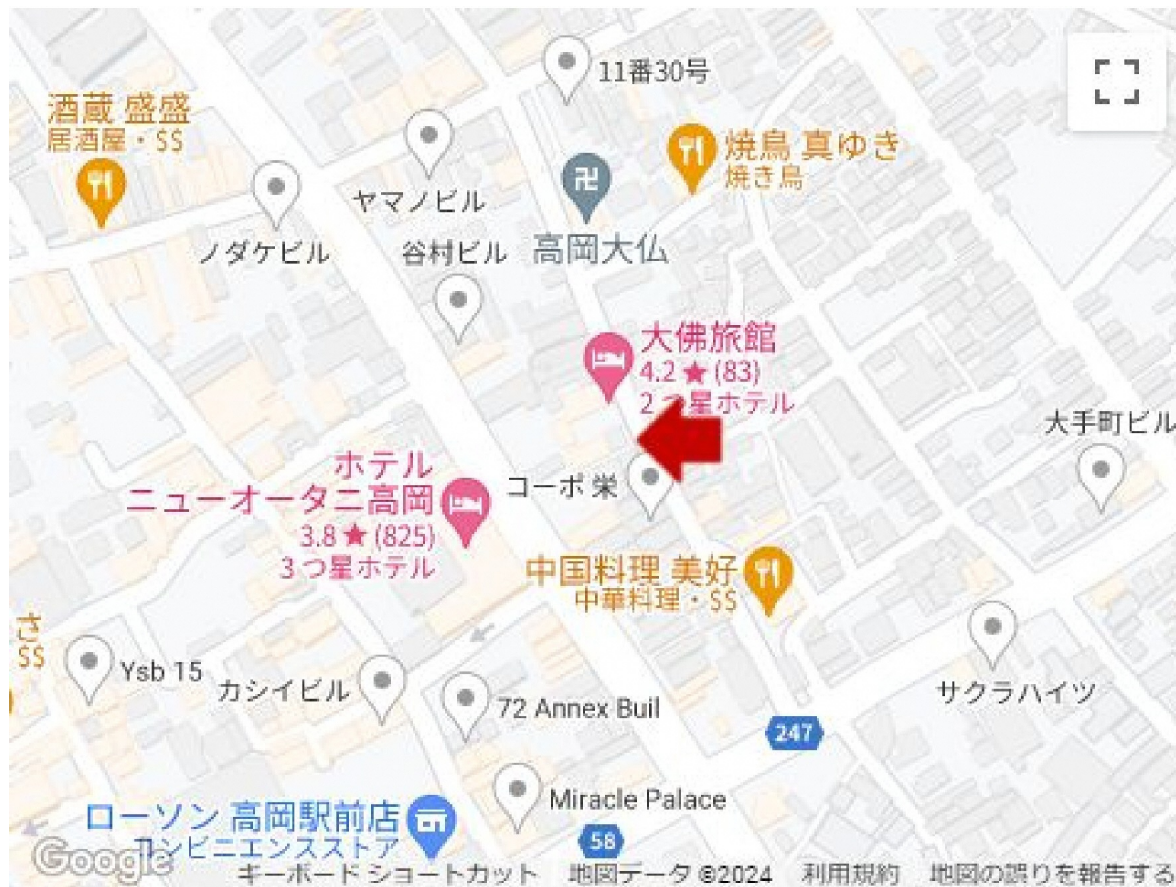 11番30号
酒蔵 盛盛
居酒屋・$$
焼鳥 真ゆき
焼き鳥
卍
ヤマノビル
ノダケビル
谷村ビル
高岡大仏
大佛旅館
4.2★(83)
2つ星ホテル
大手町ビル
ホテル
ニューオータニ高岡
3.8★(825)
3つ星ホテル
コーポ 栄
中国料理 美好
中華料理・$$
さ
$$
Ysb 15
カシイビル
72 Annex Buil
サクラハイツ
247
Miracle Palace
ローソン 高岡駅前店
コンビニエンスストア
58
Google
キーボード ショートカット
地図データ ©2024
利用規約
地図の誤りを報告する